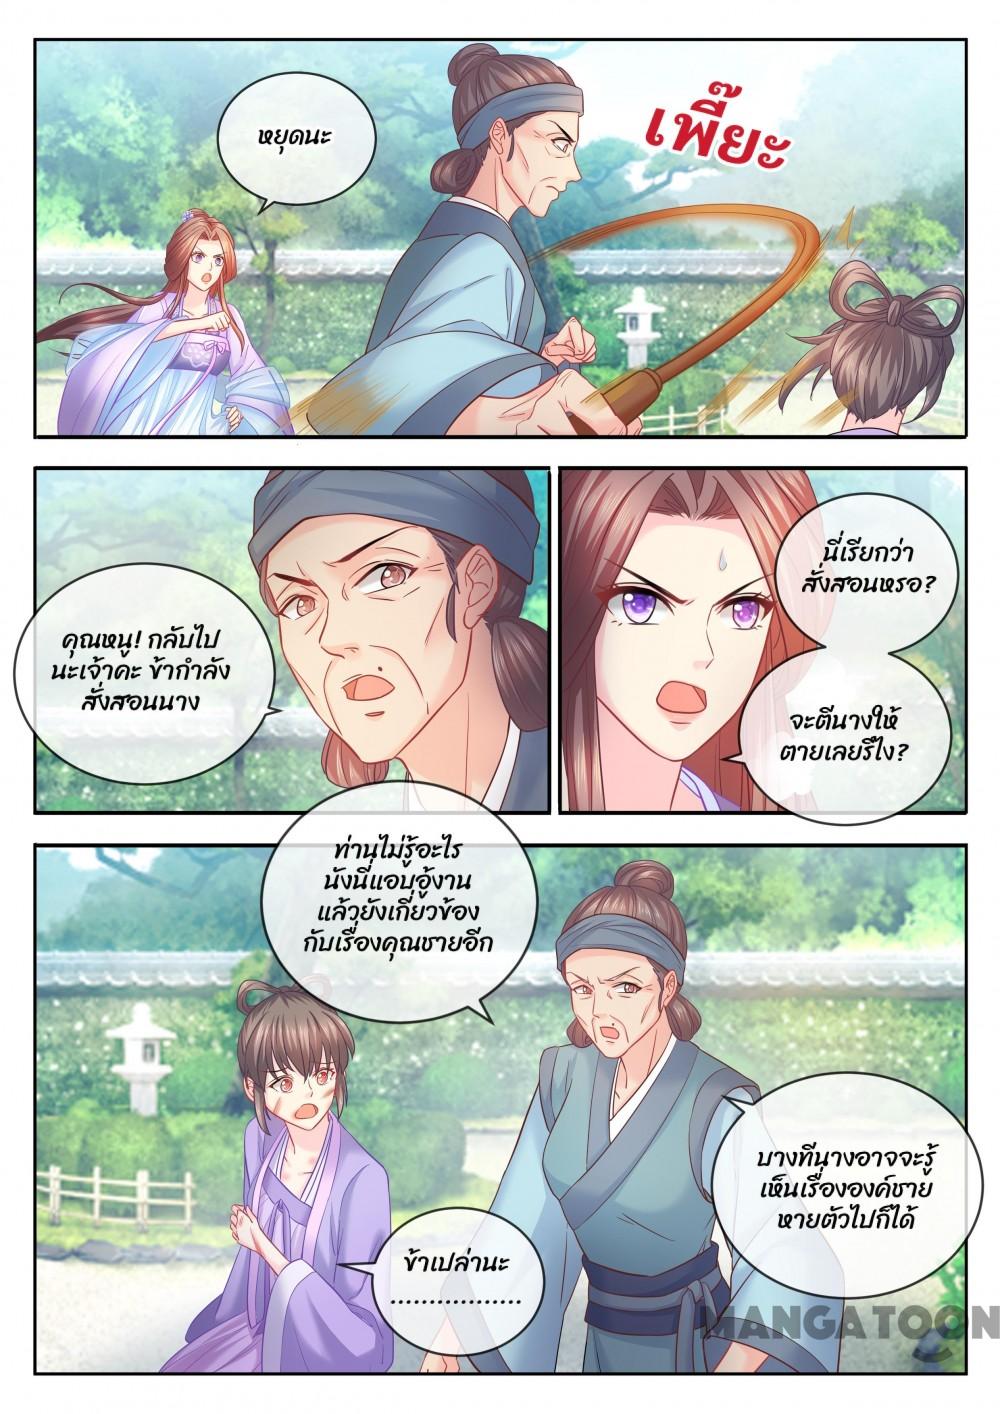 หยุดนะ
เพี๊ยะ
คุณหนู! กลับไป
นะเจ้าคะ ข้ากำลัง
สั่งสอนนาง
นี่เรียกว่า
สั่งสอนหรอ?
จะตีนางให้
ตายเลยรึไง?
ท่านไม่รู้อะไร
นังนี่แอบอู้งาน
แล้วยังเกี่ยวข้อง
กับเรื่องคุณชายอีก
บางทีนางอาจจะรู้
เห็นเรื่ององค์ชาย
หายตัวไปก็ได้
ข้าเปล่านะ
.................
MANGATOON